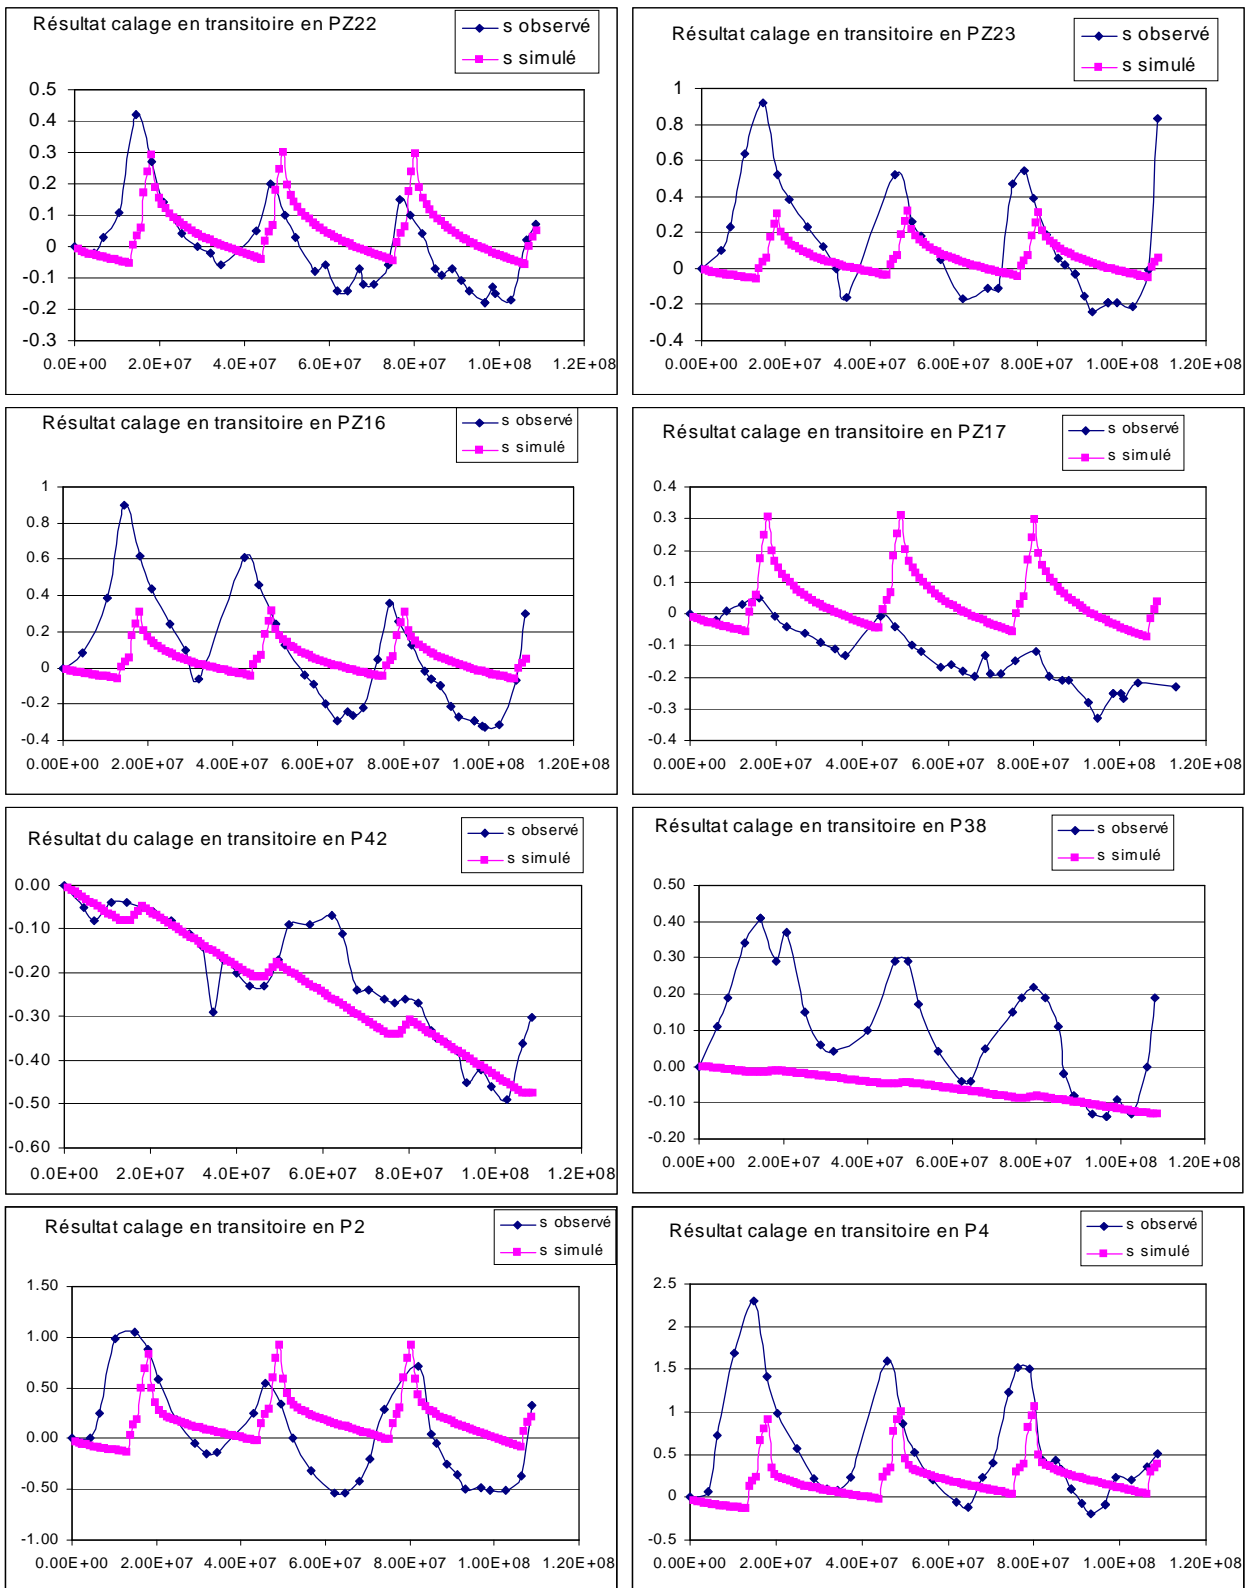 Résultat calage en transitoire en PZ22
s observé
s simulé
0.5
0.4
0.3
0.2
0.1
0
-0.1
-0.2
-0.3
0.0E+00 2.0E+07 4.0E+07 6.0E+07 8.0E+07 1.0E+08 1.2E+08
Résultat calage en transitoire en PZ23
s observé
s simulé
1
0.8
0.6
0.4
0.2
0
-0.2
-0.4
0.00E+00 2.00E+07 4.00E+07 6.00E+07 8.00E+07 1.00E+08 1.20E+08
Résultat calage en transitoire en PZ16
s observé
s simulé
1
0.8
0.6
0.4
0.2
0
-0.2
-0.4
0.00E+00 2.00E+07 4.00E+07 6.00E+07 8.00E+07 1.00E+08 1.20E+08
Résultat calage en transitoire en PZ17
s observé
s simulé
0.4
0.3
0.2
0.1
0
-0.1
-0.2
-0.3
-0.4
0.00E+00 2.00E+07 4.00E+07 6.00E+07 8.00E+07 1.00E+08 1.20E+08
Résultat du calage en transitoire en P42
s observé
s simulé
0.00
-0.10
-0.20
-0.30
-0.40
-0.50
-0.60
0.0E+00 2.0E+07 4.0E+07 6.0E+07 8.0E+07 1.0E+08 1.2E+08
Résultat calage en transitoire en P38
s observé
s simulé
0.50
0.40
0.30
0.20
0.10
0.00
-0.10
-0.20
0.00E+00 2.00E+07 4.00E+07 6.00E+07 8.00E+07 1.00E+08 1.20E+08
Résultat calage en transitoire en P2
s observé
s simulé
1.50
1.00
0.50
0.00
-0.50
-1.00
0.00E+00 2.00E+07 4.00E+07 6.00E+07 8.00E+07 1.00E+08 1.20E+08
Résultat calage en transitoire en P4
s observé
s simulé
2.5
2
1.5
1
0.5
0
-0.5
0.00E+00 2.00E+07 4.00E+07 6.00E+07 8.00E+07 1.00E+08 1.20E+08